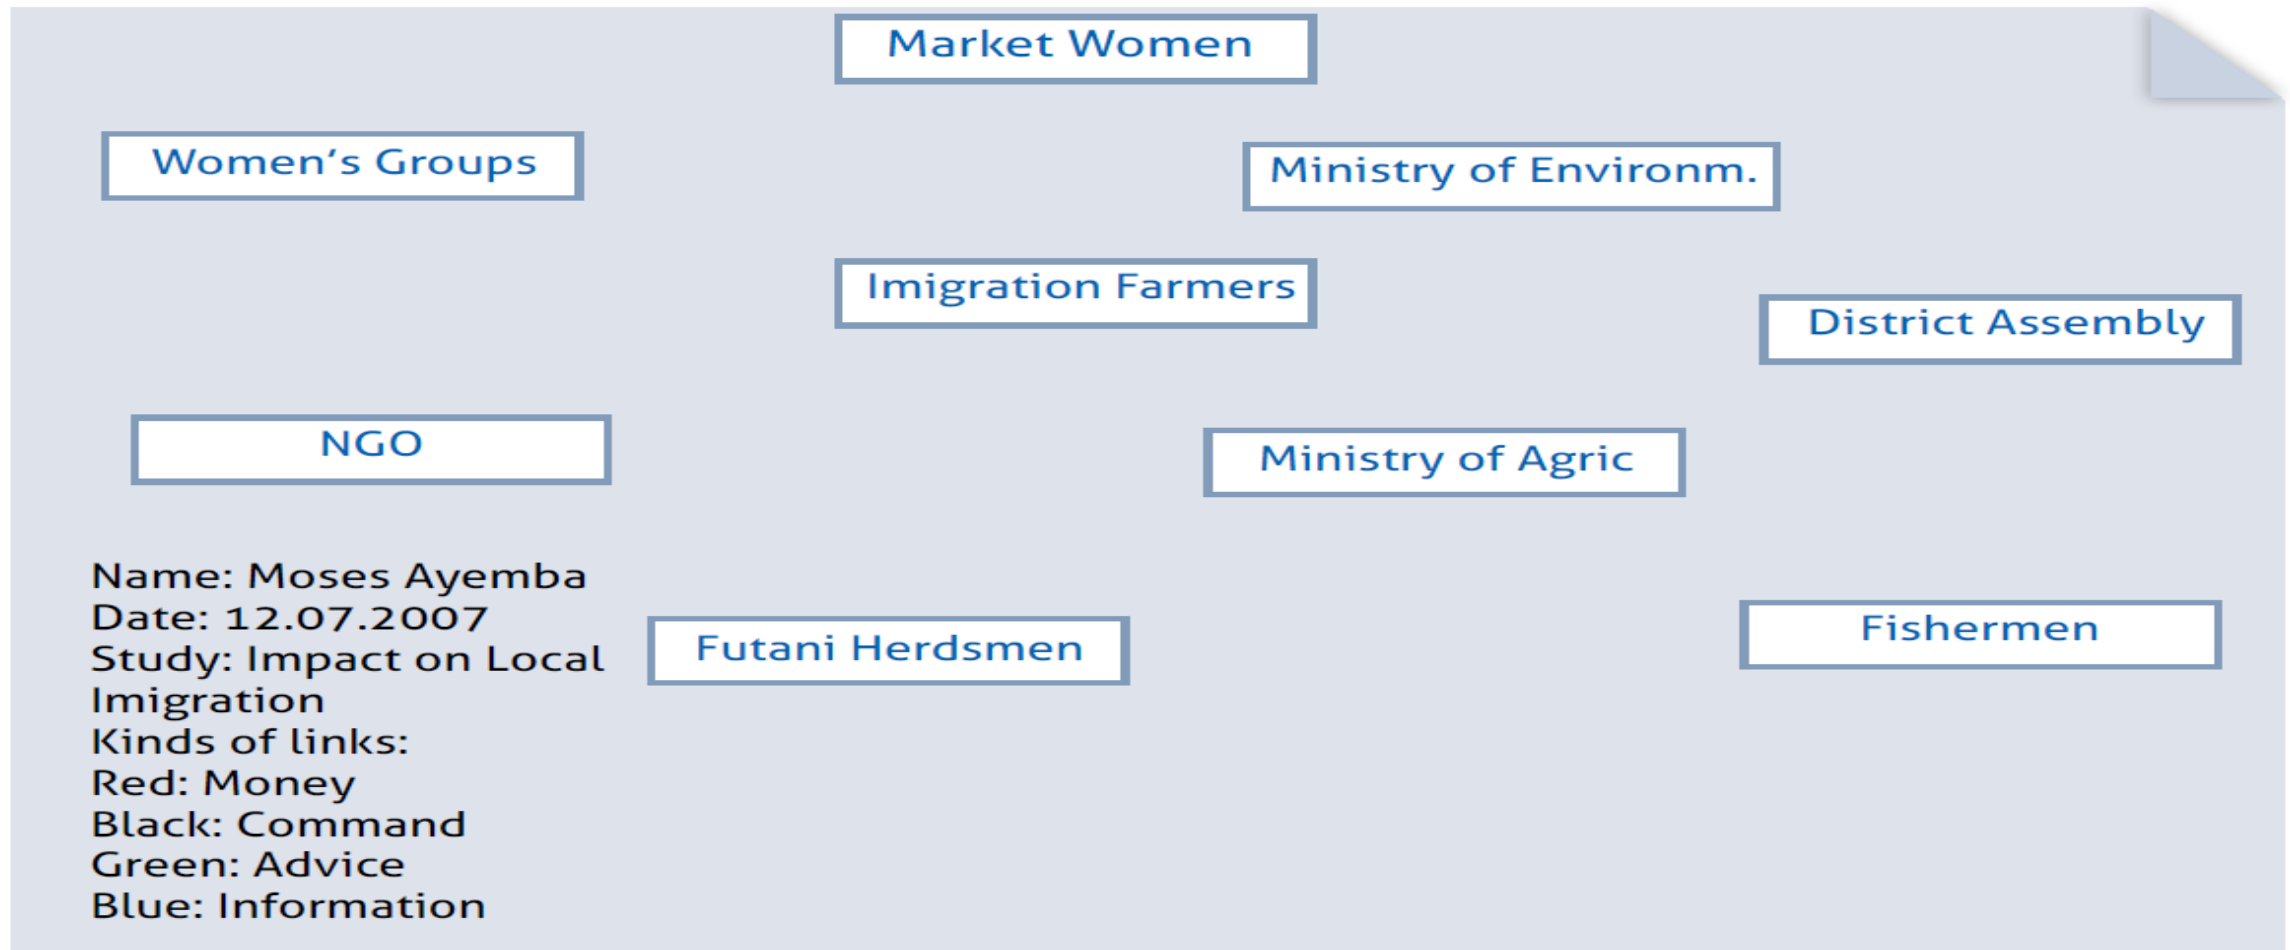 Market Women
Women‘s Groups
Ministry of Environm.
Imigration Farmers
District Assembly
NGO
Ministry of Agric
Name: Moses Ayemba
Date: 12.07.2007
Study: Impact on Local
Imigration
Kinds of links:
Red: Money
Black: Command
Green: Advice
Blue: Information
Futani Herdsmen
Fishermen